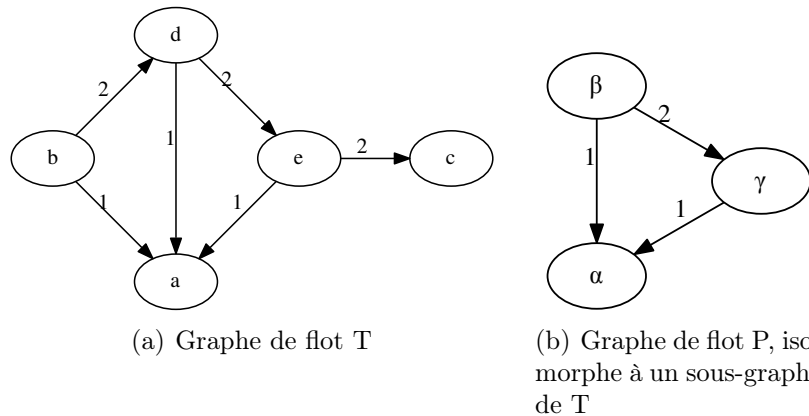 d
2
2
1
b
e
2
c
1
1
a
β
2
1
γ
1
α
(a) Graphe de flot T
(b) Graphe de flot P, iso
morphe à un sous-graph
de T